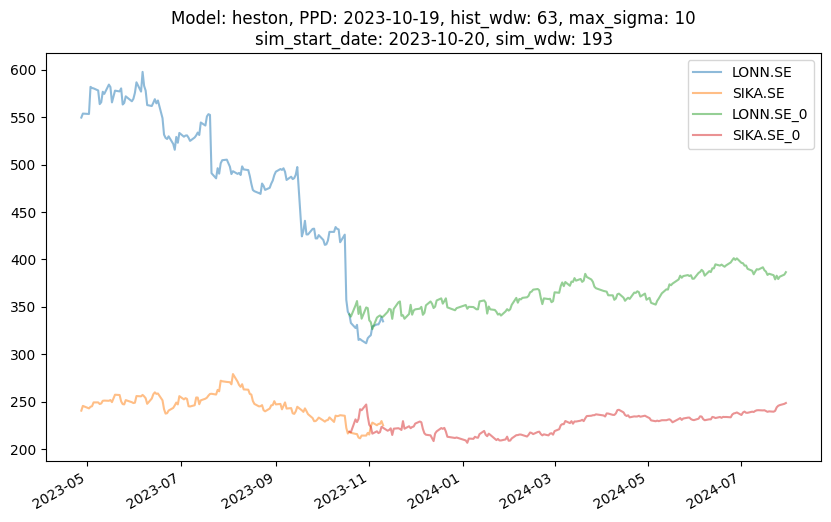 Model: heston, PPD: 2023-10-19, hist_wdw: 63, max_sigma: 10
sim_start_date: 2023-10-20, sim_wdw: 193
LONN.SE
SIKA.SE
LONN.SE_0
SIKA.SE_0
600
550
500
450
400
350
300
250
200
2023-05
2023-07
2023-09
2023-11
2024-01
2024-03
2024-05
2024-07